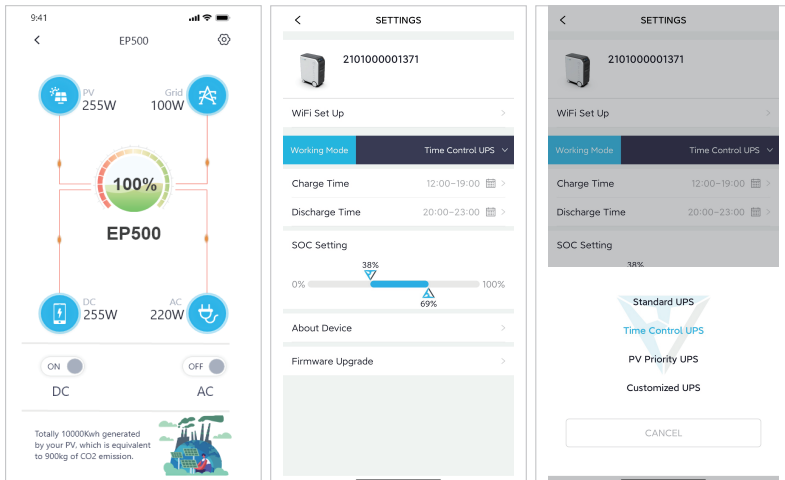 9:41
EP500
PV
255W
Grid
100W
100%
EP500
DC
255W
AC
220W
ON
OFF
DC
AC
Totally 10000Kwh generated
by your PV, which is equivalent
to 900kg of CO2 emission.
SETTINGS
2101000001371
WiFi Set Up
Working Mode Time Control UPS
Charge Time 12:00-19:00
Discharge Time 20:00-23:00
SOC Setting
38%
0% 100%
69%
About Device
Firmware Upgrade
SETTINGS
2101000001371
WiFi Set Up
Working Mode Time Control UPS
Charge Time 12:00-19:00
Discharge Time 20:00-23:00
SOC Setting
38%
Standard UPS
Time Control UPS
PV Priority UPS
Customized UPS
CANCEL